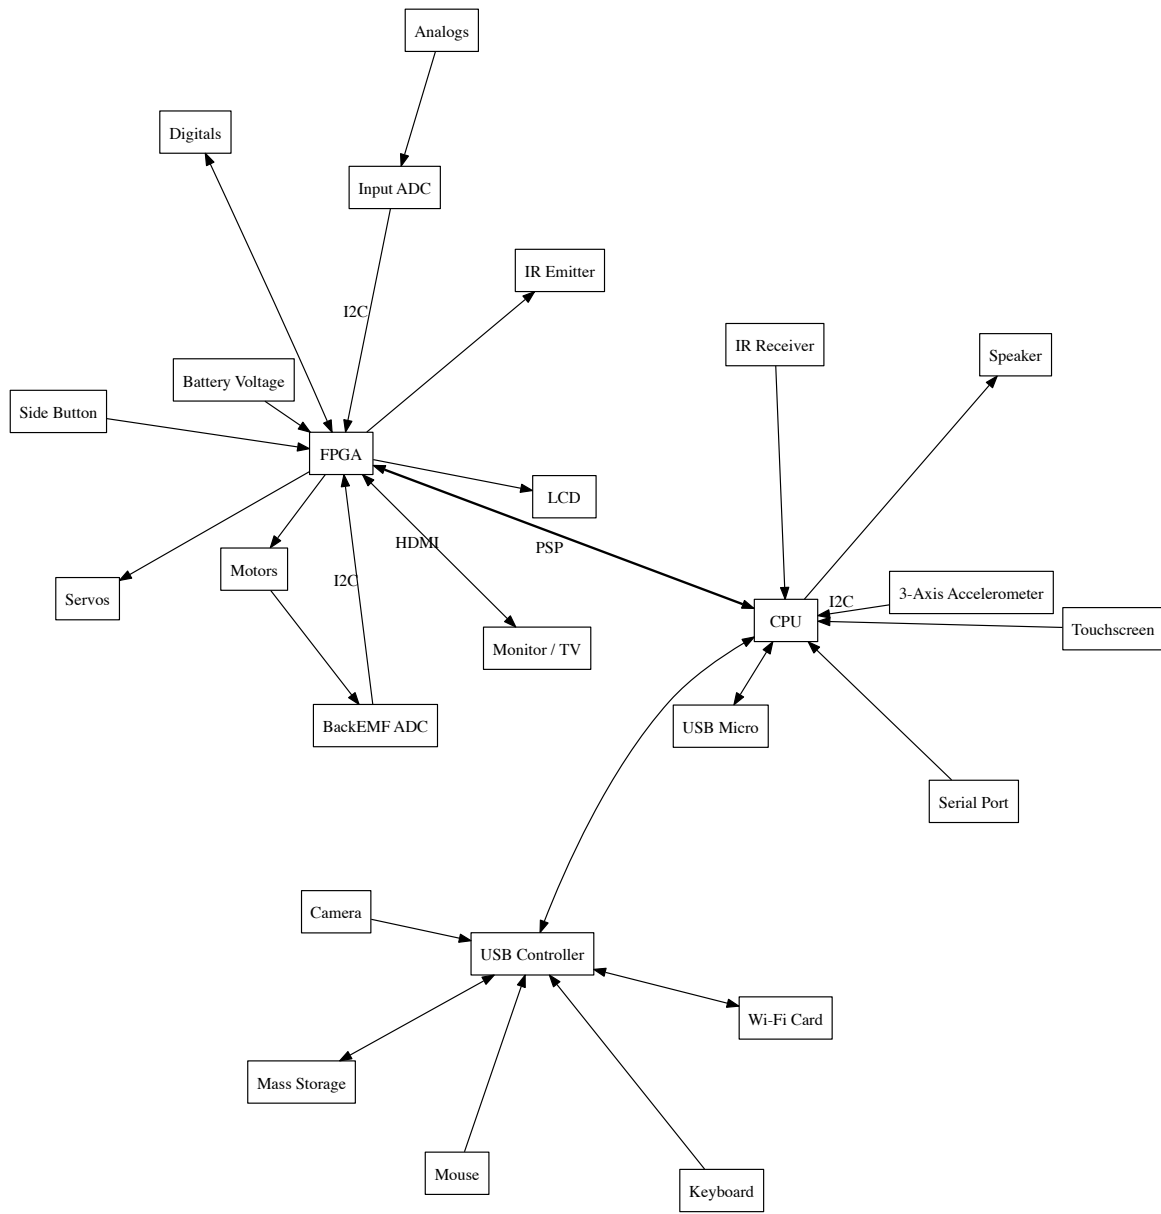 Analogs
Digitals
Input ADC
IR Emitter
I2C
IR Receiver
Speaker
Battery Voltage
Side Button
FPGA
LCD
HDMI
PSP
Motors
I2C
Servos
3-Axis Accelerometer
I2C
CPU
Touchscreen
Monitor / TV
BackEMF ADC
USB Micro
Serial Port
Camera
USB Controller
Wi-Fi Card
Mass Storage
Mouse
Keyboard